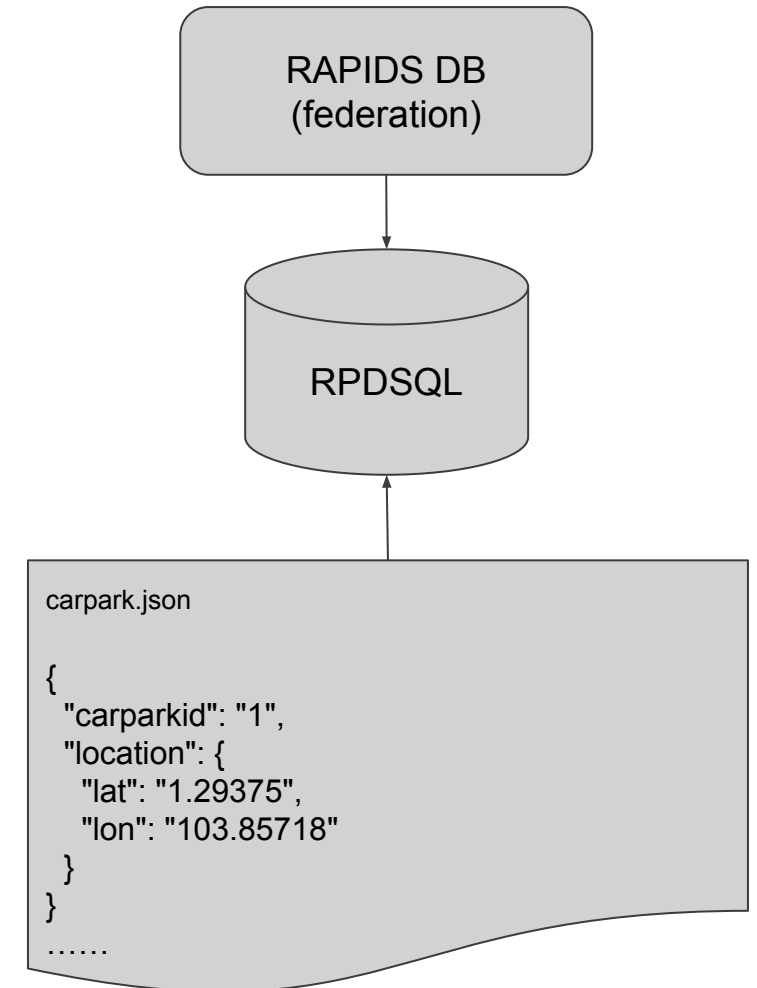 RAPIDS DB
(federation)
RPDSQL
carpark.json
{
  "carparkid": "1",
  "location": {
    "lat": "1.29375",
    "lon": "103.85718"
  }
}
……